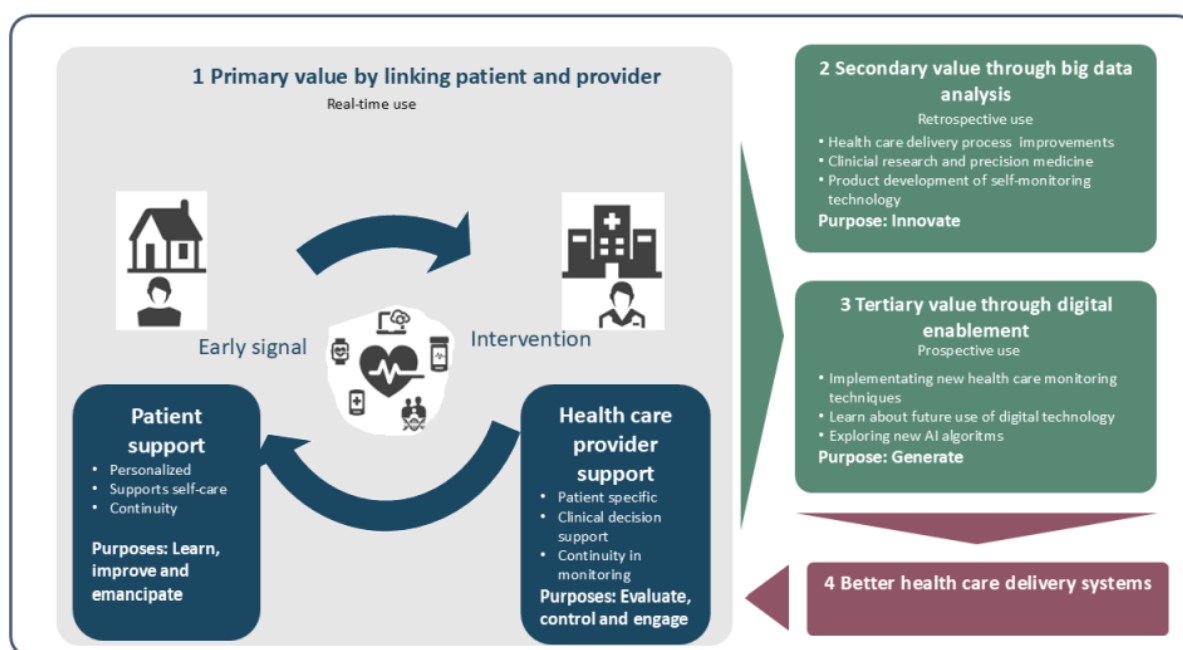 1 Primary value by linking patient and provider
Real-time use
Early signal
Intervention
Patient
support
• Personalized
• Supports self-care
• Continuity
Purposes: Learn,
improve and
emancipate
Health care
provider
support
• Patient specific
• Clinical decision
support
• Continuity in
monitoring
Purposes: Evaluate,
control and engage
2 Secondary value through big data
analysis
Retrospective use
• Health care delivery process improvements
• Clinicial research and precision medicine
• Product development of self-monitoring
technology
Purpose: Innovate
3 Tertiary value through digital
enablement
Prospective use
• Implementating new health care monitoring
techniques
• Learn about future use of digital technology
• Exploring new AI algoritms
Purpose: Generate
4 Better health care delivery systems